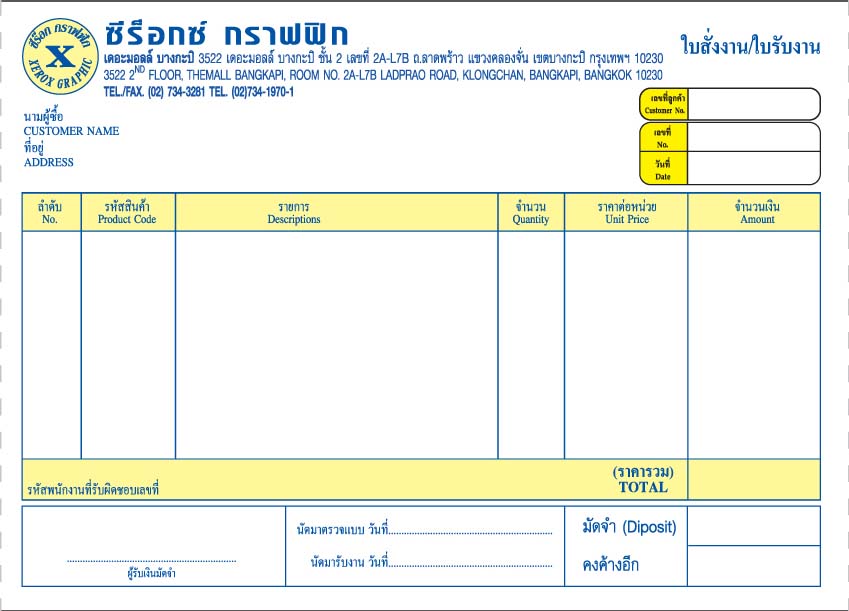 ซีร็อก กราฟฟิก
X
XEROX GRAPHIC
ซีร็อกซ์ กราฟฟิก
เดอะมอลล์ บางกะปิ 3522 เดอะมอลล์ บางกะปิ ชั้น 2 เลขที่ 2A-L7B ถ.ลาดพร้าว แขวงคลองจั่น เขตบางกะปิ กรุงเทพฯ 10230
3522 2ND FLOOR, THEMALL BANGKAPI, ROOM NO. 2A-L7B LADPRAO ROAD, KLONGCHAN, BANGKAPI, BANGKOK 10230
TEL./FAX. (02) 734-3281 TEL. (02)734-1970-1
ใบสั่งงาน/ใบรับงาน
เลขที่ลูกค้า
Customer No.
เลขที่
No.
วันที่
Date
นามผู้ซื้อ
CUSTOMER NAME
ที่อยู่
ADDRESS
ลำดับ รหัสสินค้า รายการ จำนวน ราคาต่อหน่วย จำนวนเงิน
No. Product Code Descriptions Quantity Unit Price Amount
(ราคารวม)
TOTAL
รหัสพนักงานที่รับผิดชอบเลขที่
นัดมาตรวจแบบ วันที่..........................................................
นัดมารับงาน วันที่..........................................................
มัดจำ (Diposit)
คงค้างอีก
..........................................................
ผู้รับเงินมัดจำ